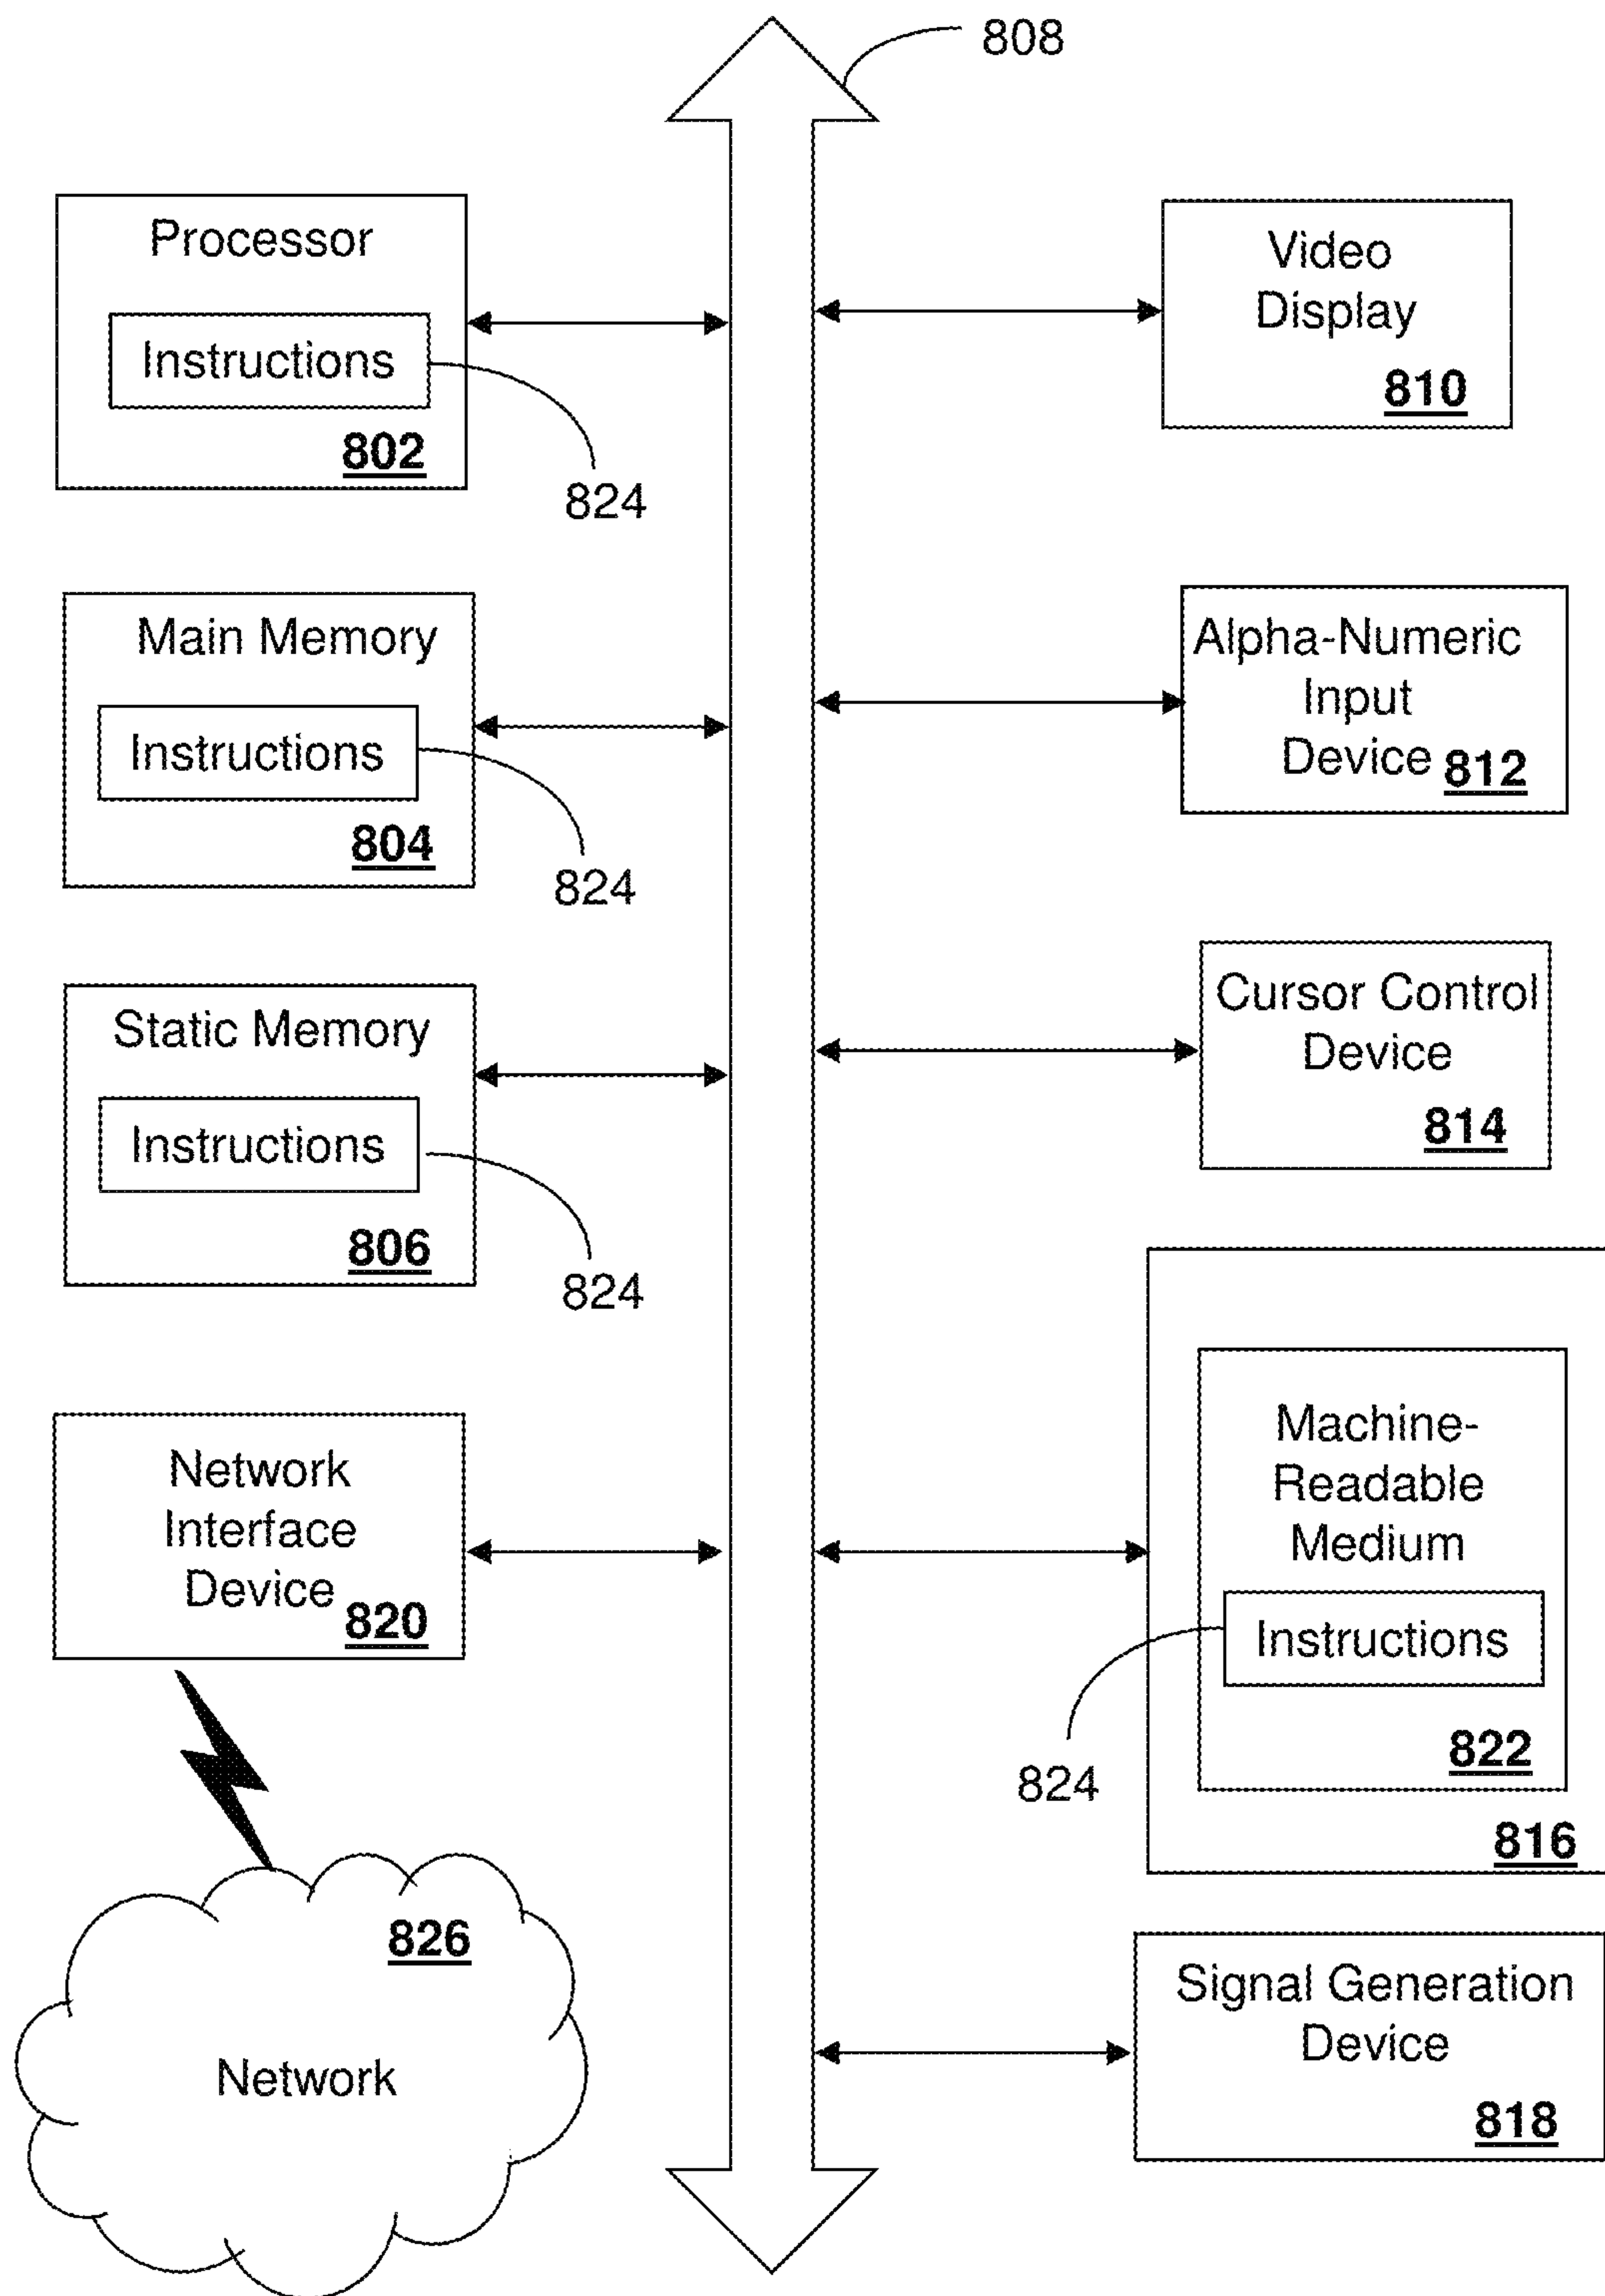 808
Processor
Instructions
802
824
Main Memory
Instructions
804
824
Static Memory
Instructions
806
824
Network
Interface
Device
820
826
Network
Video
Display
810
Alpha-Numeric
Input
Device
812
Cursor Control
Device
814
Machine-
Readable
Medium
Instructions
822
824
816
Signal Generation
Device
818